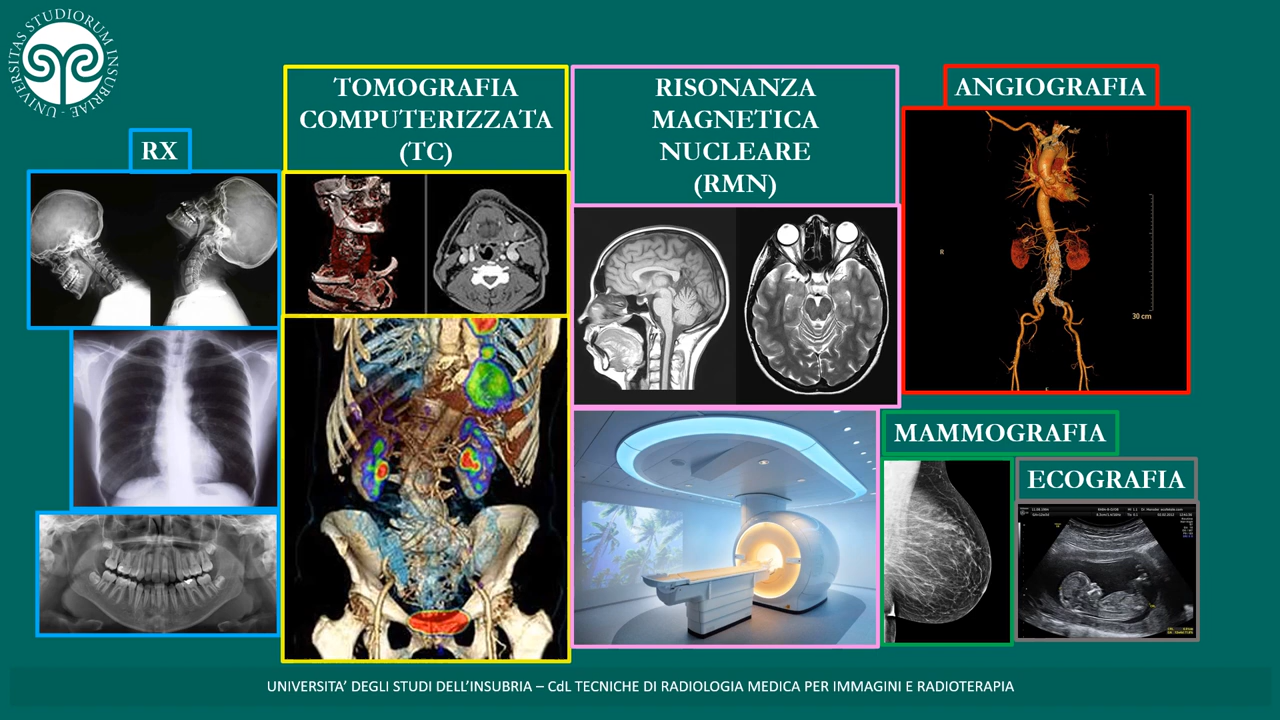 UNIVERSITAS STUDIORUM INSUBRIAE
RX
TOMOGRAFIA
COMPUTERIZZATA
(TC)
RISONANZA
MAGNETICA
NUCLEARE
(RMN)
ANGIOGRAFIA
R
30 cm
MAMMOGRAFIA
ECOGRAFIA
UNIVERSITA’ DEGLI STUDI DELL’INSUBRIA – CdL TECNICHE DI RADIOLOGIA MEDICA PER IMMAGINI E RADIOTERAPIA